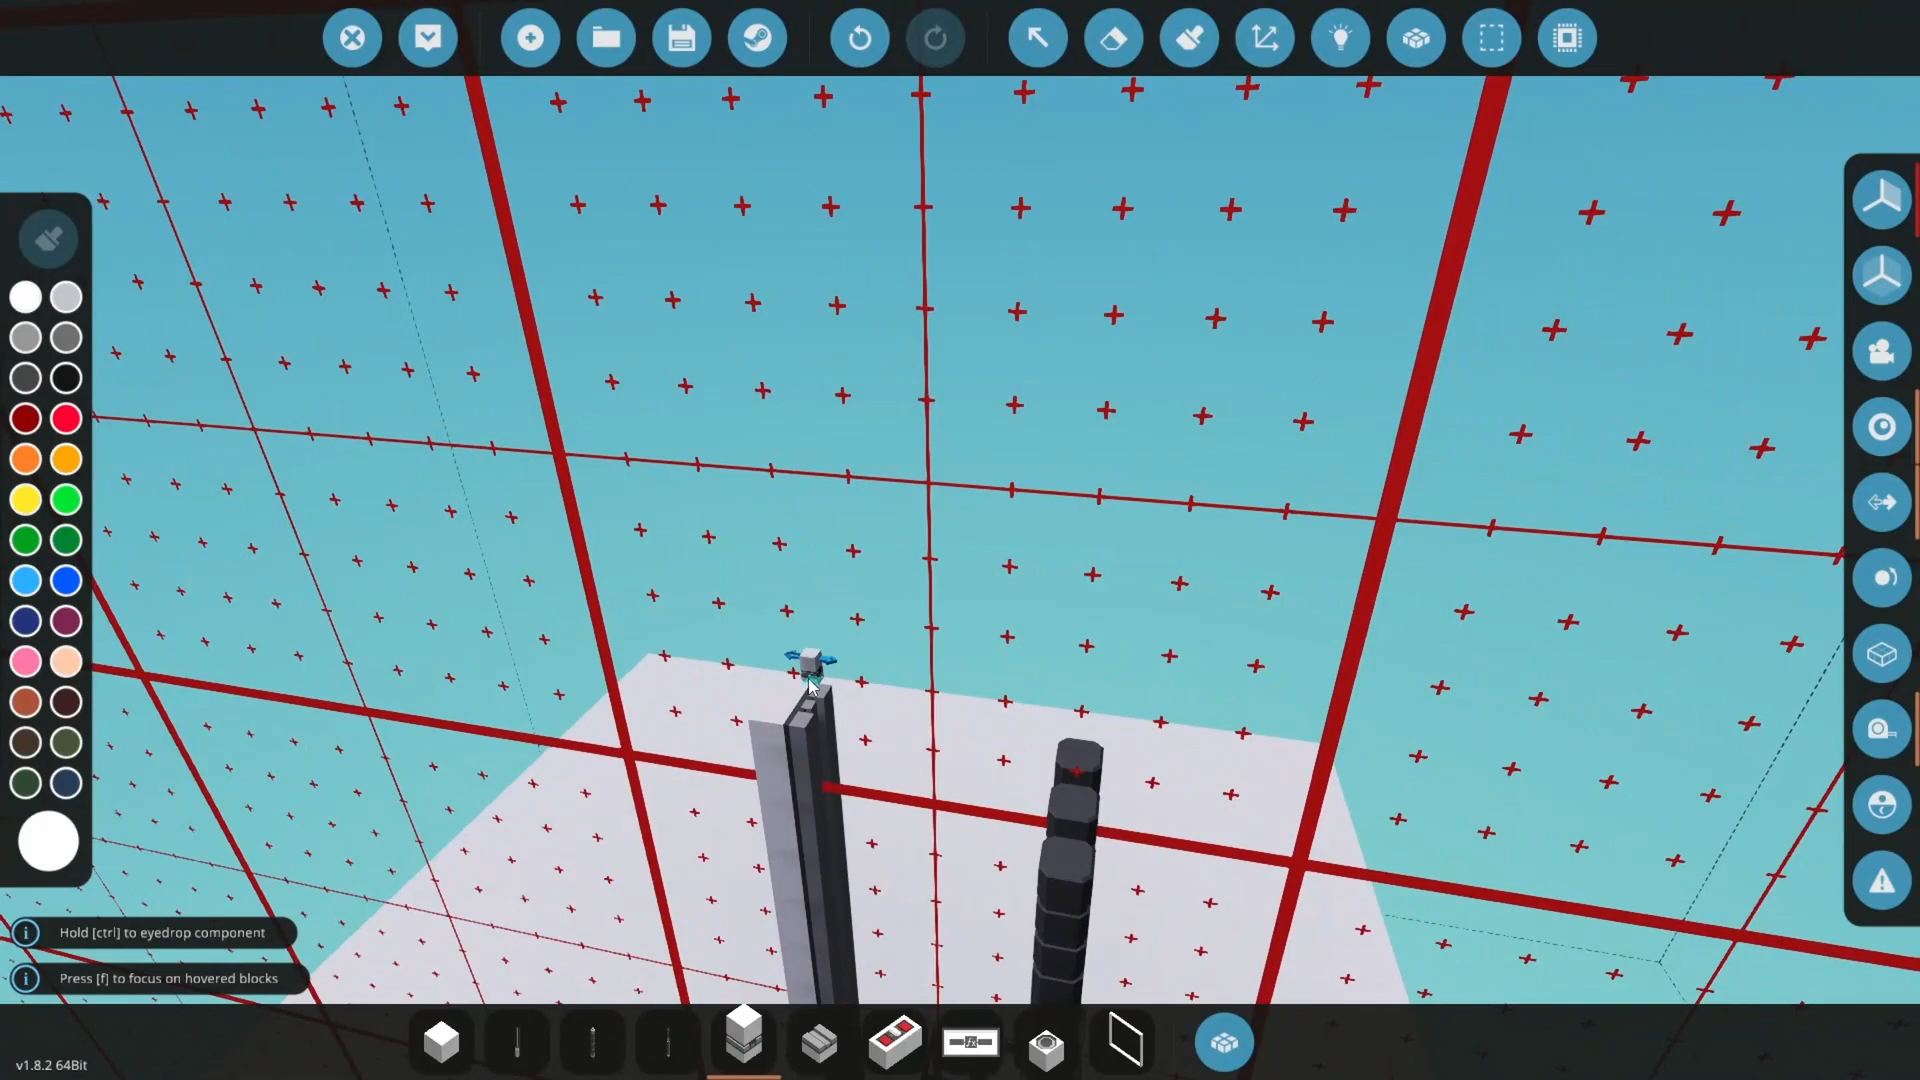 Hold [ctrl] to eyedrop component
Press [f] to focus on hovered blocks
v1.8.2 64Bit